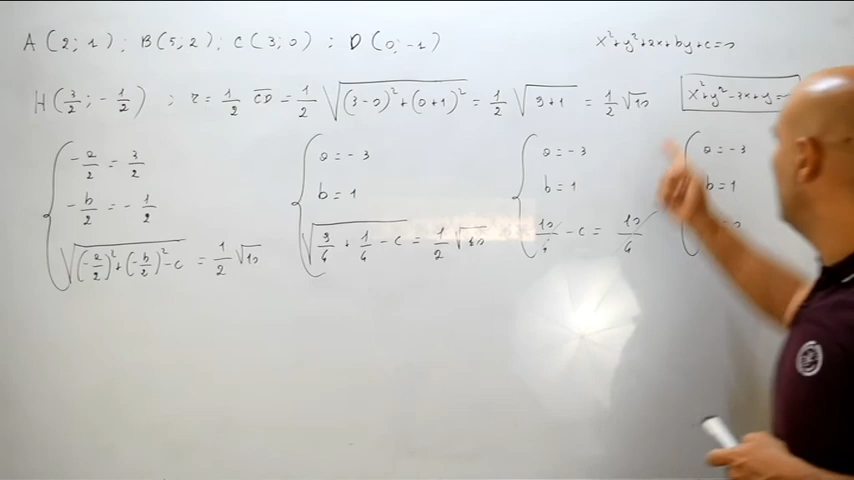 A (2; 1) ; B(5; 2) ; C (3; 0) ; D (0; -1)
x²+y²+ax+by+c=0
H(3/2 ; -1/2) ; r = 1/2 CD = 1/2 √((3-0)²+(0+1)²) = 1/2 √(9+1) = 1/2 √10
x²+y²-3x+y=
{ -a/2 = 3/2
-b/2 = -1/2
√((-a/2)²+(-b/2)²-c) = 1/2 √10
{ a = -3
b = 1
√(9/4 + 1/4 - c) = 1/2 √10
{ a = -3
b = 1
10/4 - c = 10/4
{ a = -3
b = 1